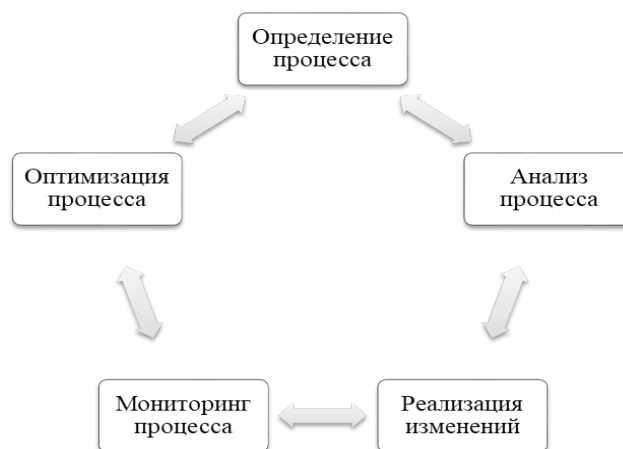 Определение
процесса
Оптимизация
процесса
Анализ
процесса
Мониторинг
процесса
Реализация
изменений